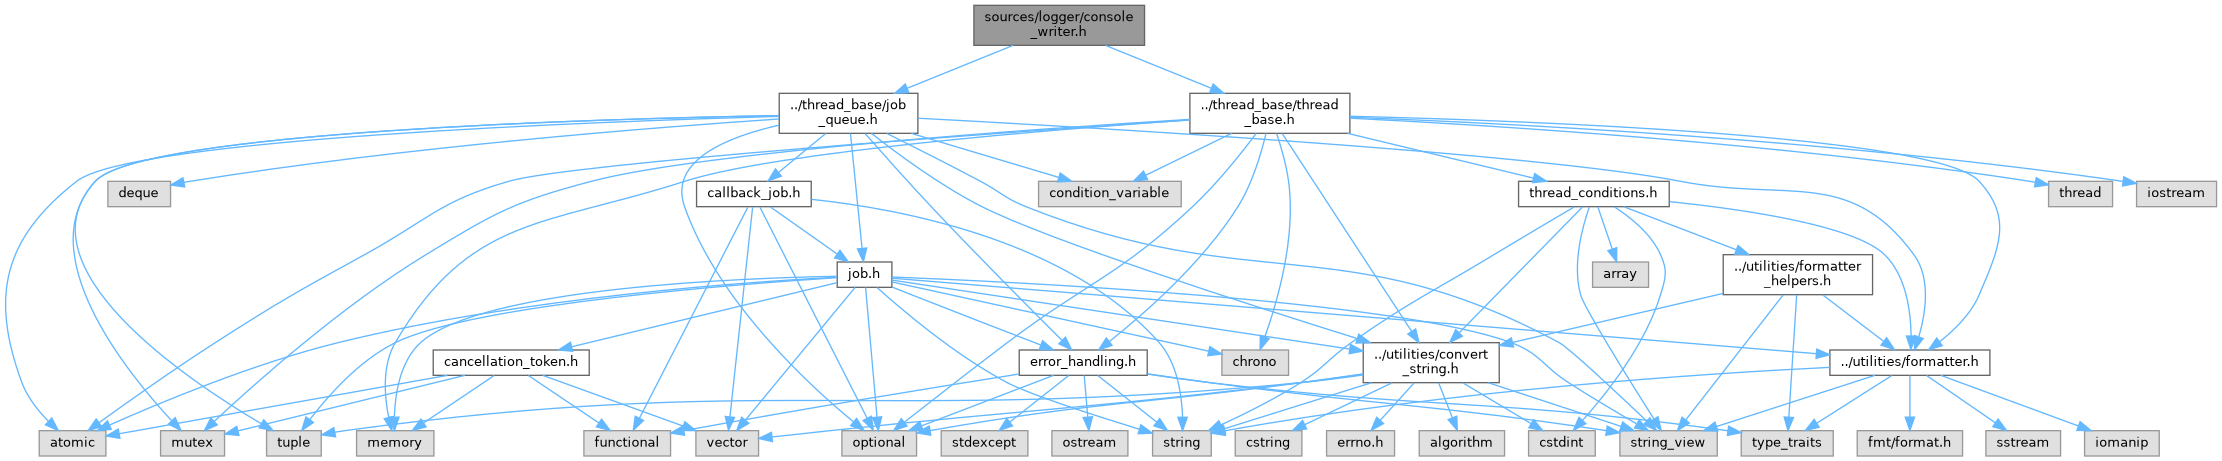 sources/logger/console
_writer.h
../thread_base/job
_queue.h
../thread_base/thread
_base.h
deque
callback_job.h
condition_variable
thread_conditions.h
thread
iostream
job.h
array
../utilities/formatter
_helpers.h
cancellation_token.h
error_handling.h
chrono
../utilities/convert
_string.h
../utilities/formatter.h
atomic
mutex
tuple
memory
functional
vector
optional
stdexcept
ostream
string
cstring
errno.h
algorithm
cstdint
string_view
type_traits
fmt/format.h
sstream
iomanip